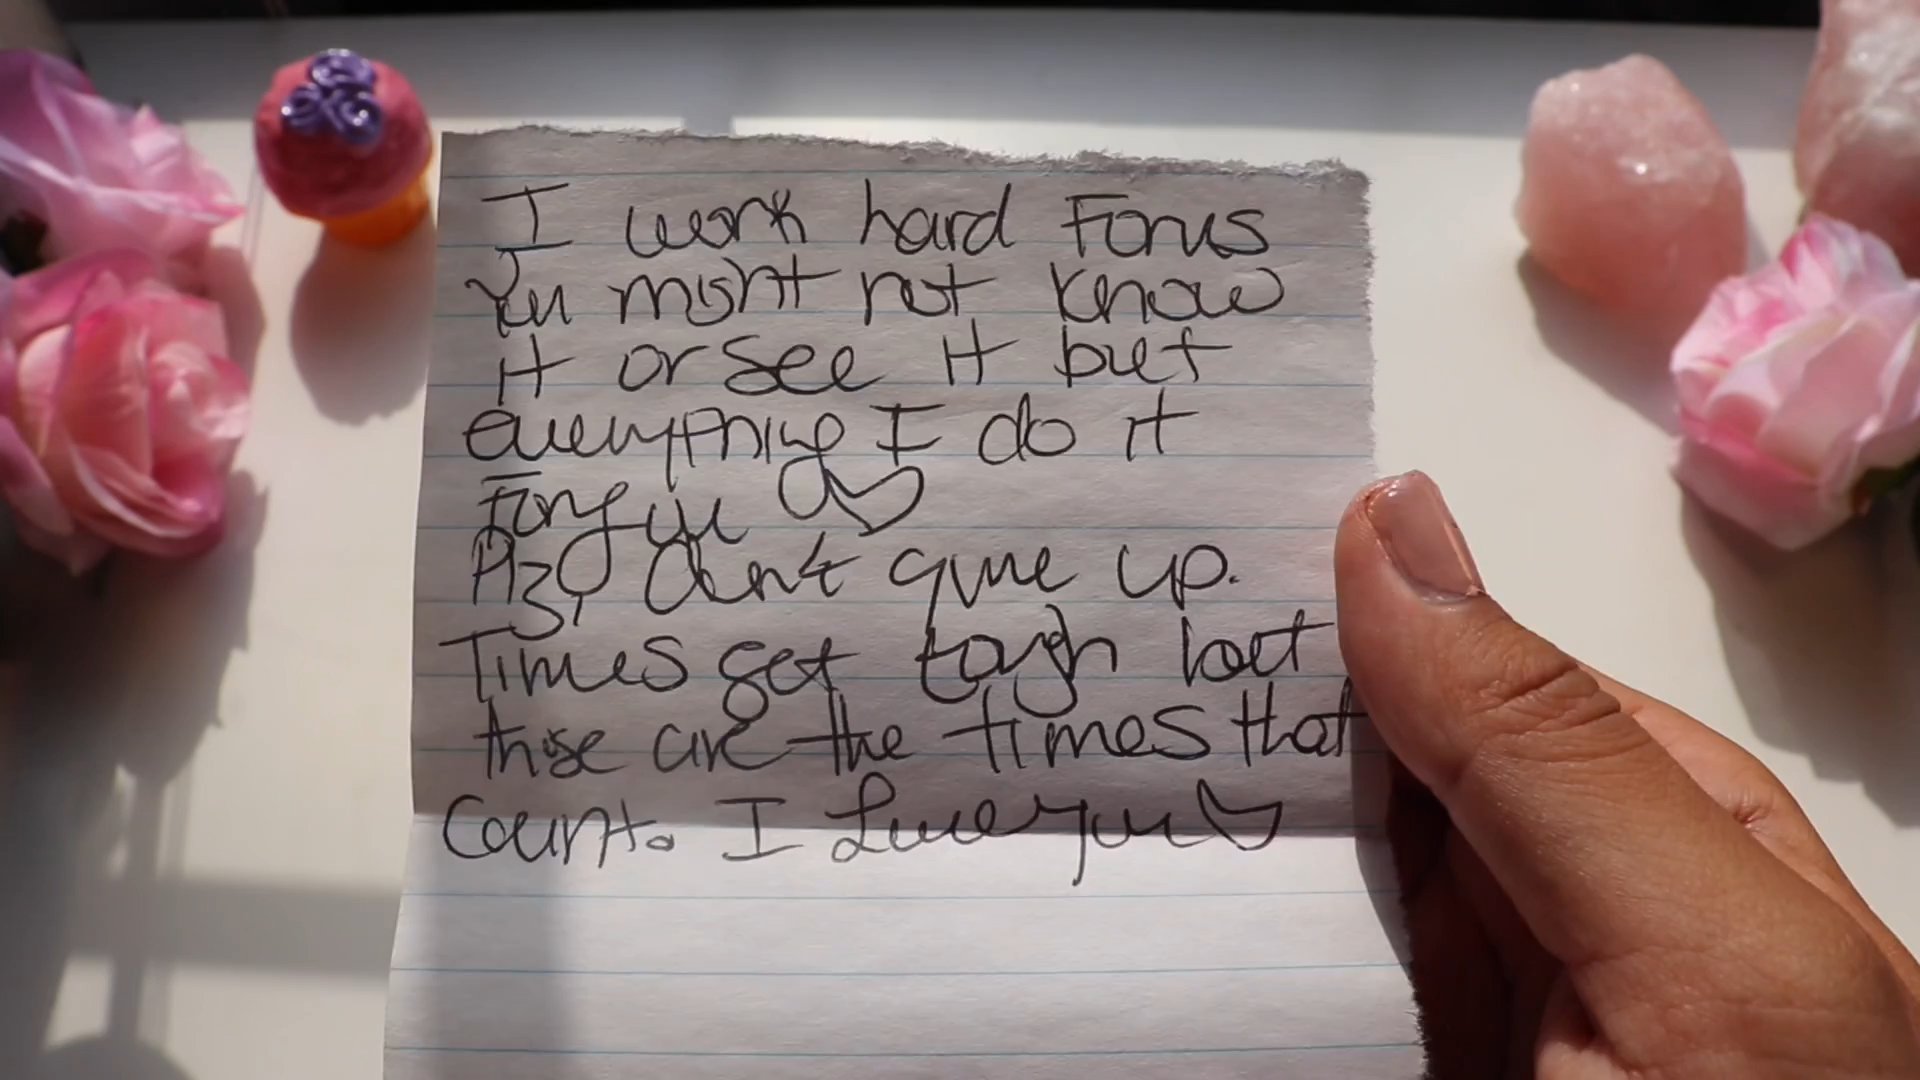 I work hard For us
You might not know
it or see it but
everything I do it
For you ♡
Plz, don't give up.
Times get tough but
those are the times that
count. I Love you ♡